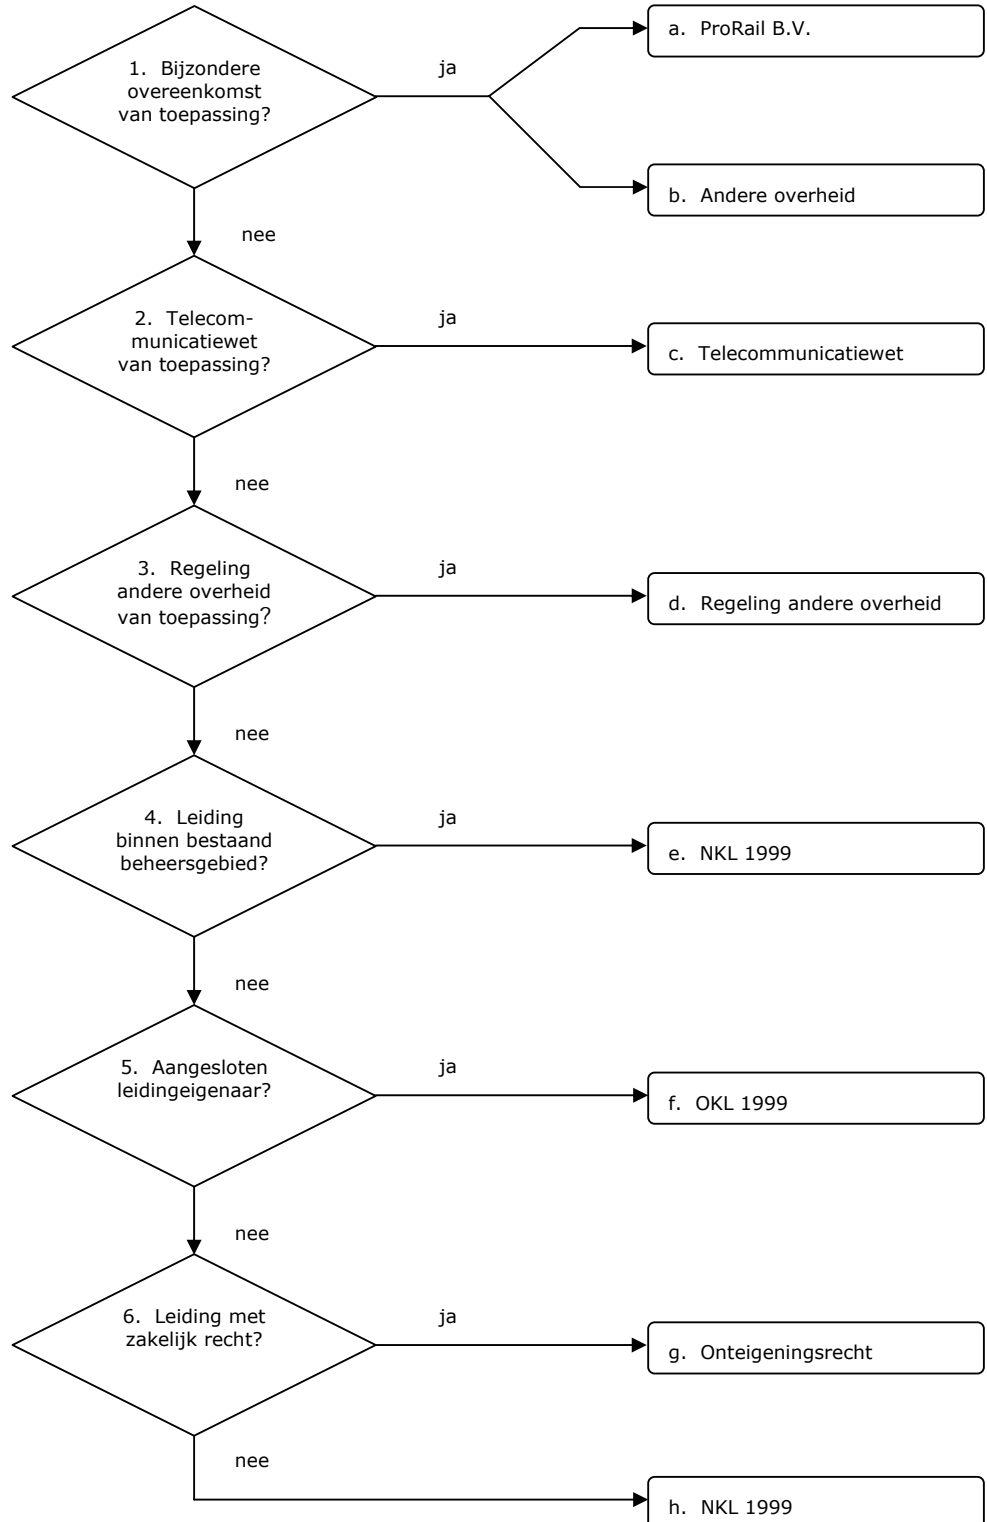 1. Bijzondere
overeenkomst
van toepassing?
ja
a. ProRail B.V.
b. Andere overheid
nee
2. Telecom-
municatiewet
van toepassing?
ja
c. Telecommunicatiewet
nee
3. Regeling
andere overheid
van toepassing?
ja
d. Regeling andere overheid
nee
4. Leiding
binnen bestaand
beheersgebied?
ja
e. NKL 1999
nee
5. Aangesloten
leidingeigenaar?
ja
f. OKL 1999
nee
6. Leiding met
zakelijk recht?
ja
g. Onteigeningsrecht
nee
h. NKL 1999